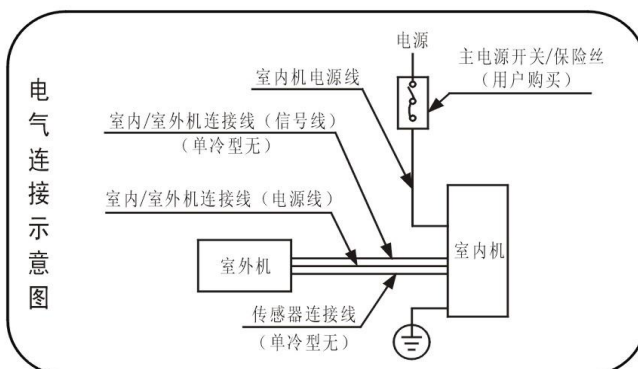 电气连接示意图
电源
主电源开关/保险丝
（用户购买）
室内机电源线
室内/室外机连接线（信号线）
（单冷型无）
室内/室外机连接线（电源线）
室外机
室内机
传感器连接线
（单冷型无）